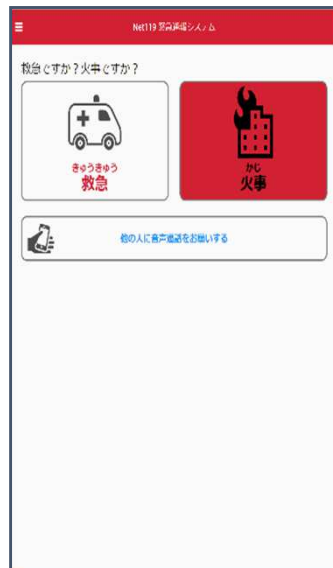 Net119 緊急通報システム
救急ですか？火事ですか？
きゅうきゅう
救急
かじ
火事
他の人に音声通話をお願いする